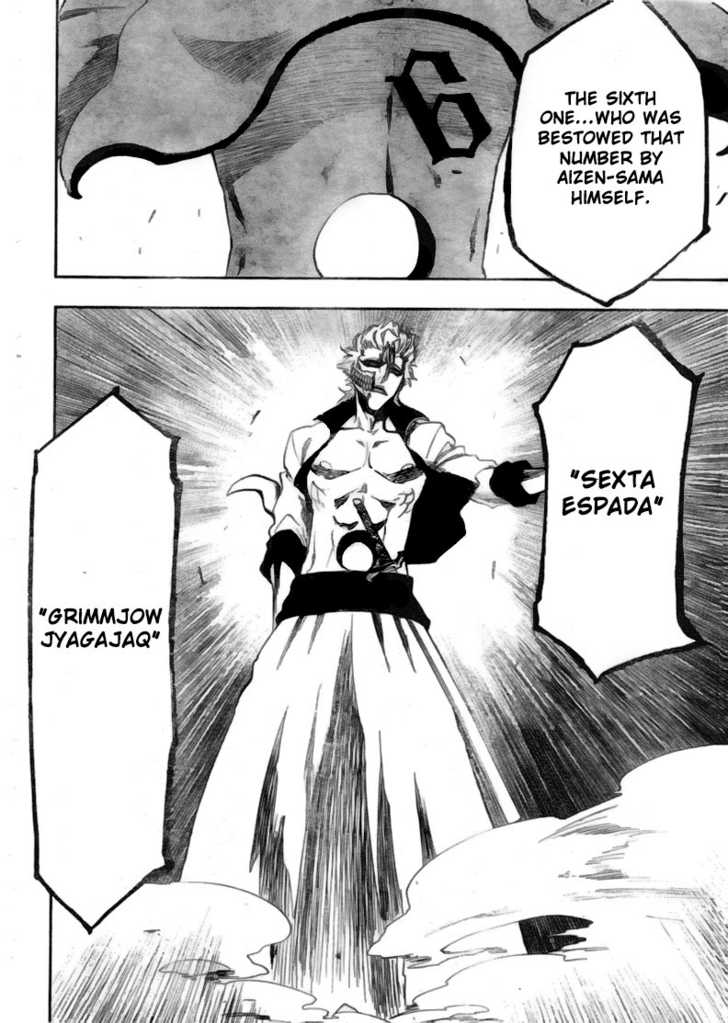 6
THE SIXTH
ONE...WHO WAS
BESTOWED THAT
NUMBER BY
AIZEN-SAMA
HIMSELF.
"SEXTA
ESPADA"
"GRIMMJOW
JYAGAJAQ"